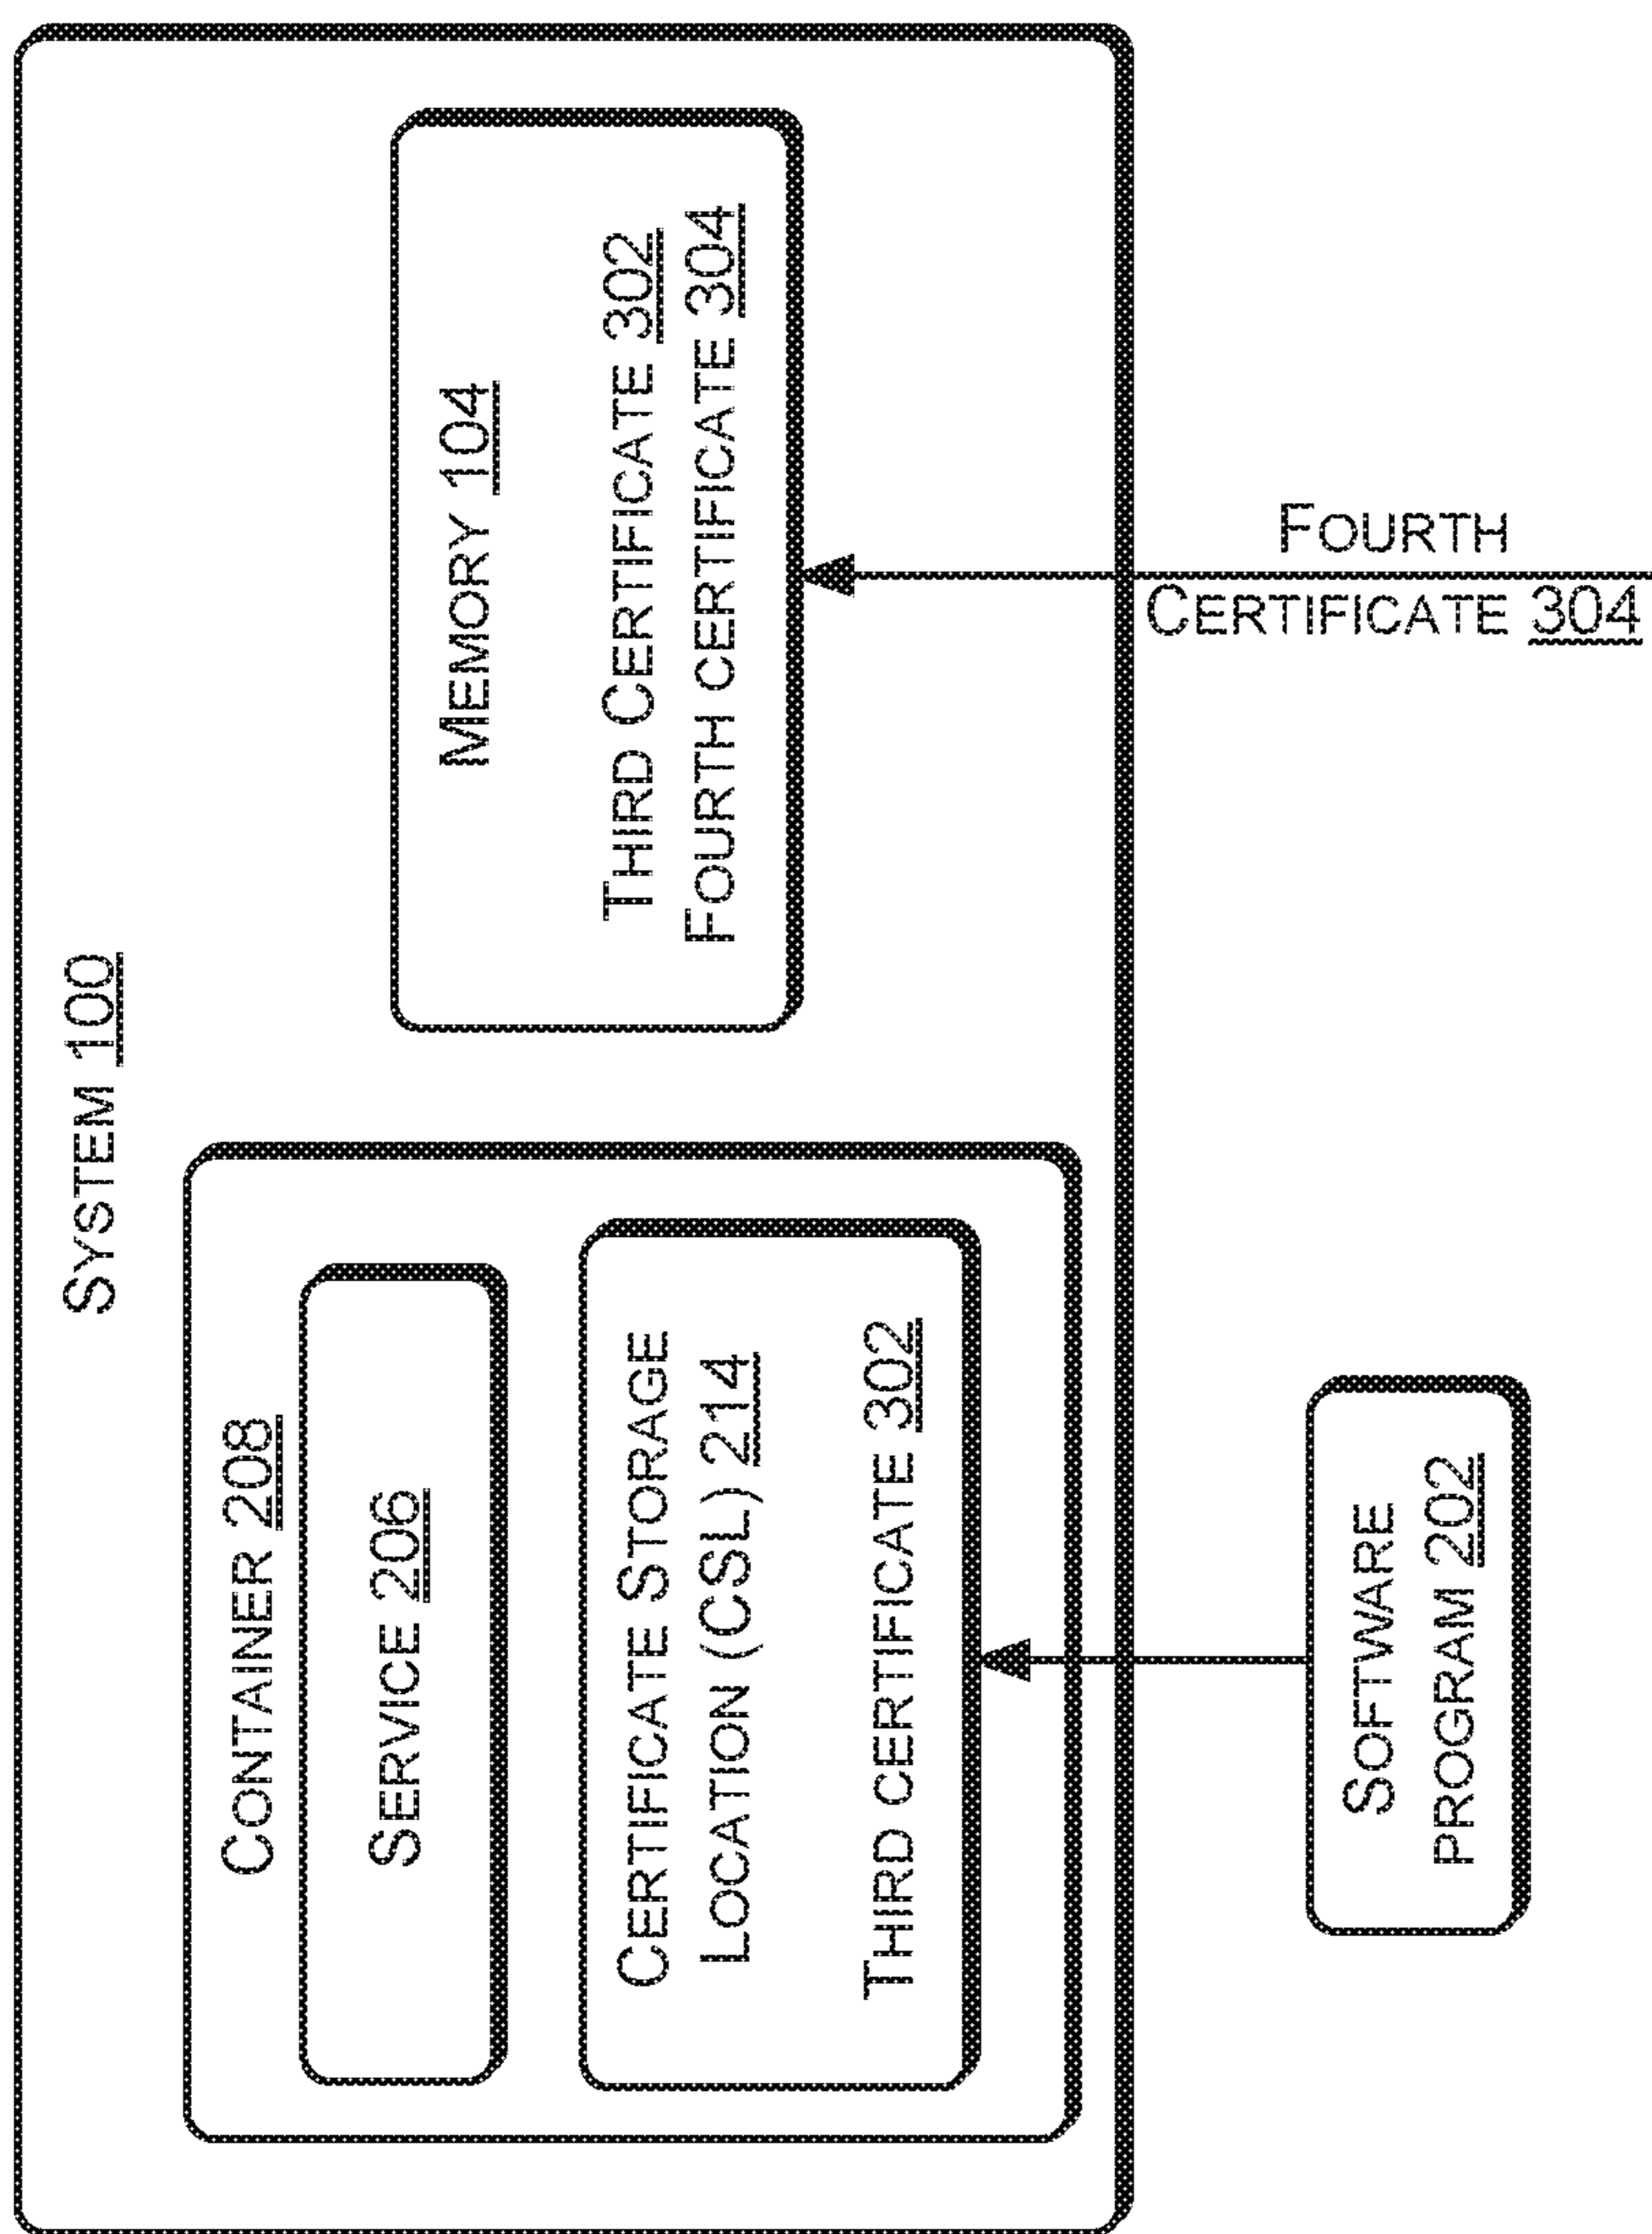 SYSTEM 100
CONTAINER 208
SERVICE 206
CERTIFICATE STORAGE
LOCATION (CSL) 214
THIRD CERTIFICATE 302
MEMORY 104
THIRD CERTIFICATE 302
FOURTH CERTIFICATE 304
SOFTWARE
PROGRAM 202
FOURTH
CERTIFICATE 304